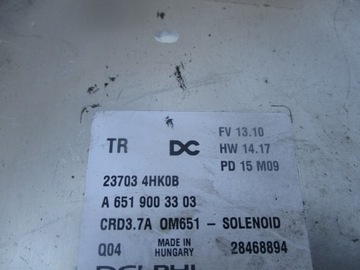 TR DC FV 13.10
HW 14.17
PD 15 M09
23703 4HK0B
A 651 900 33 03
CRD3.7A OM651 - SOLENOID
Q04 MADE IN HUNGARY 28468894
DELPHI